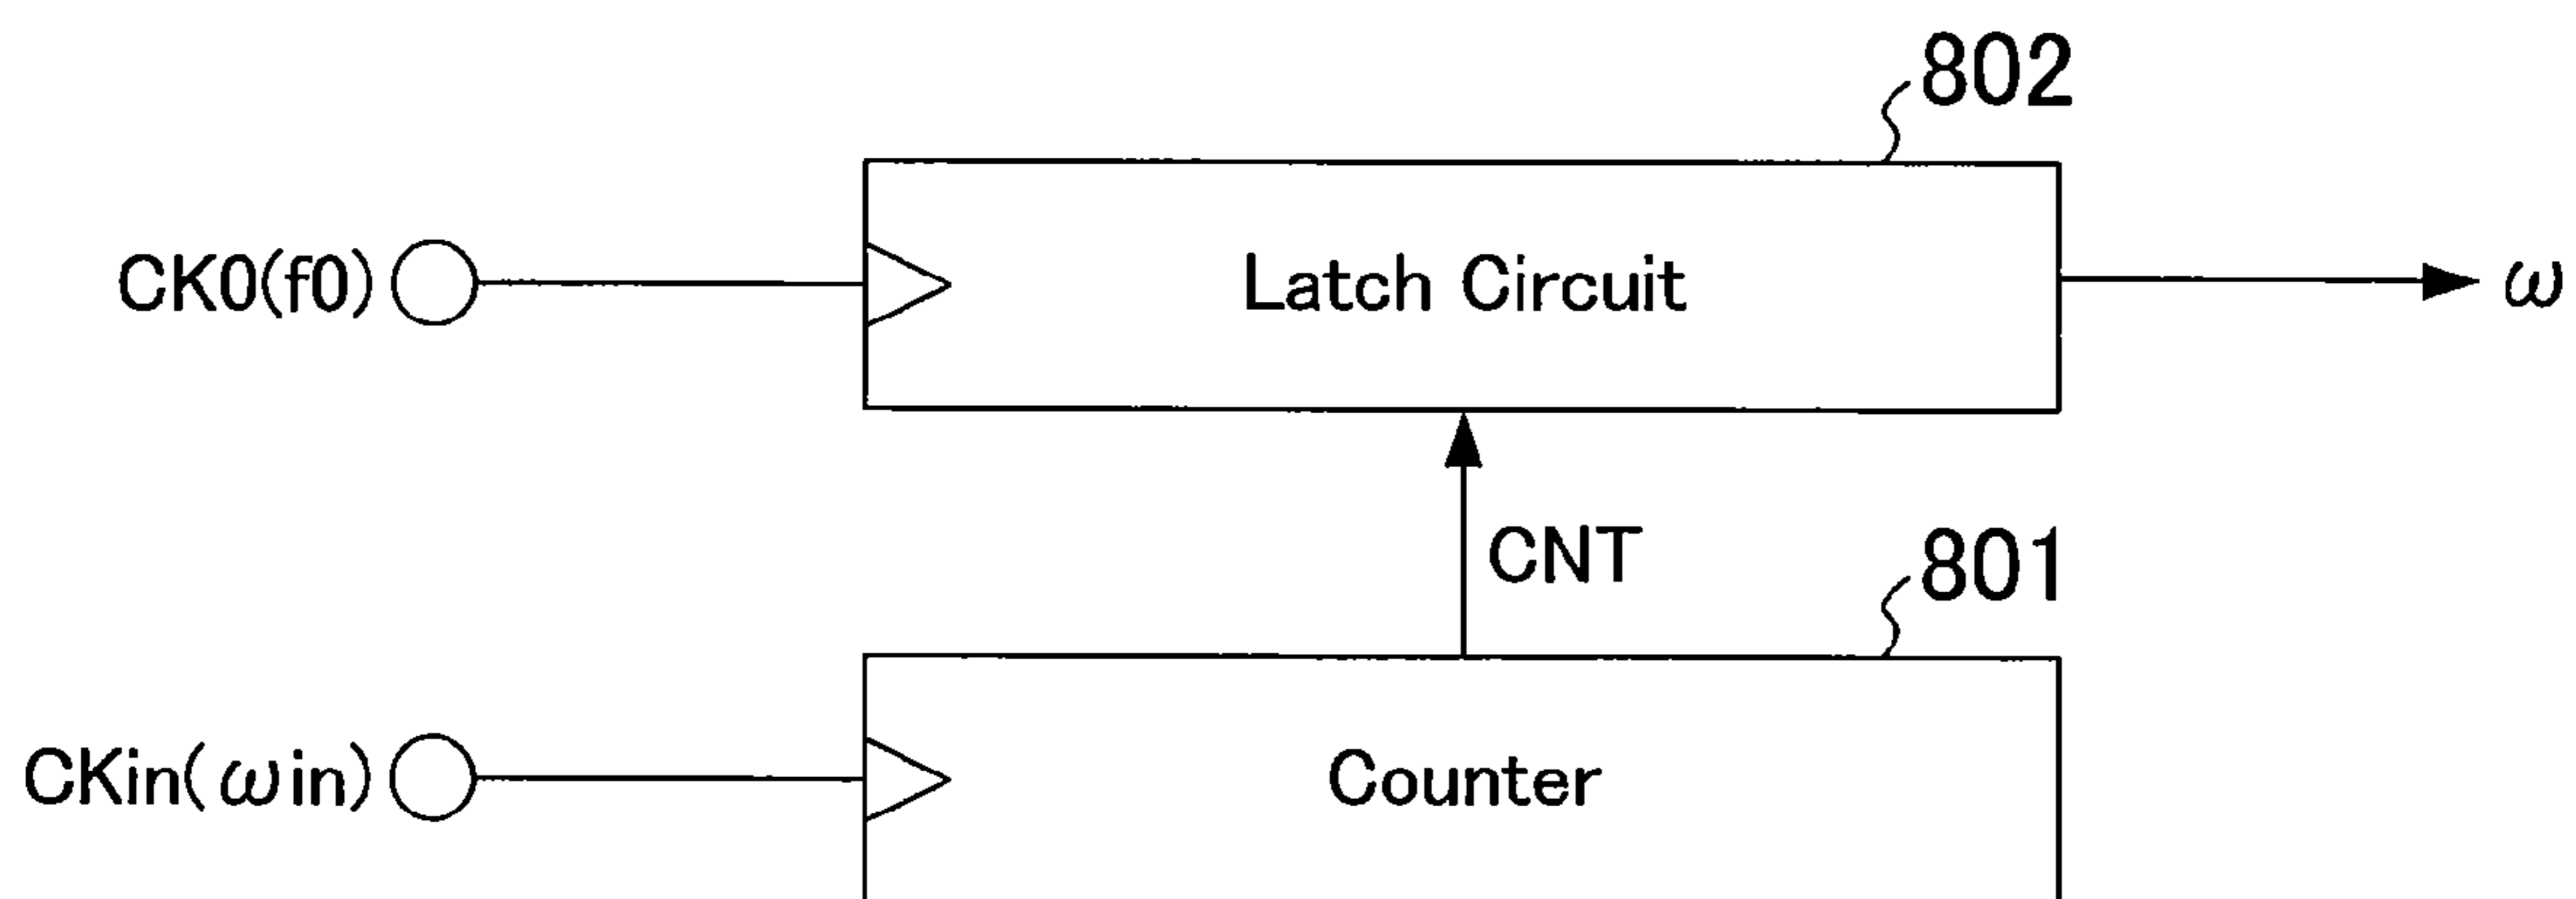 802
CK0(f0)
Latch Circuit
ω
CNT
801
CKin(ωin)
Counter